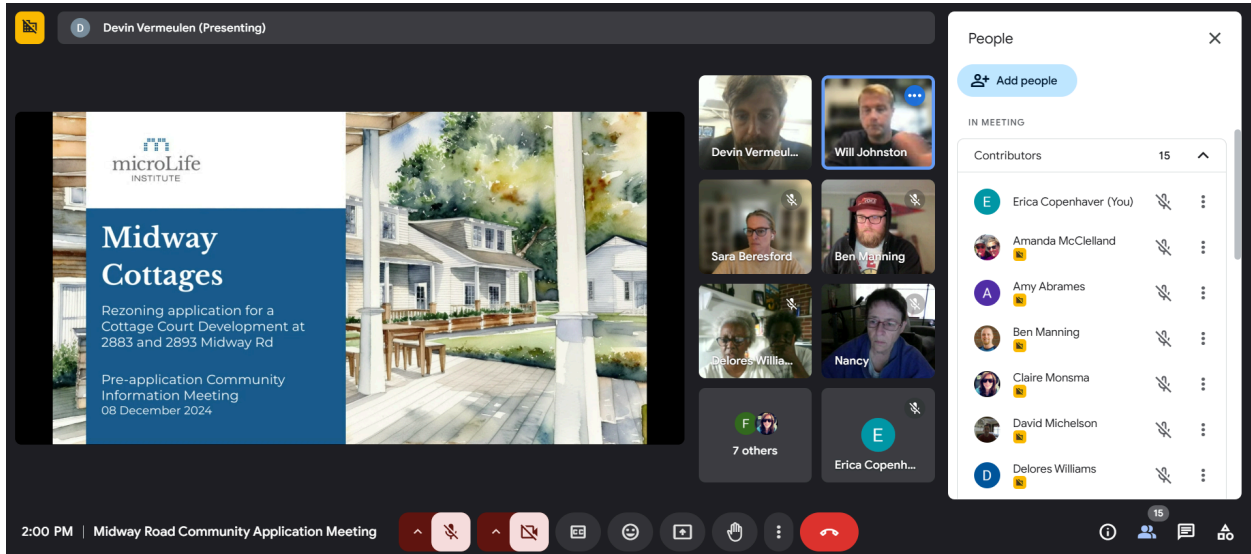 D Devin Vermeulen (Presenting)
microLife
INSTITUTE
Midway
Cottages
Rezoning application for a
Cottage Court Development at
2883 and 2893 Midway Rd
Pre-application Community
Information Meeting
08 December 2024
Devin Vermeul...
Will Johnston
Sara Beresford
Ben Manning
Delores Willia...
Nancy
F
7 others
E
Erica Copenh...
People
Add people
IN MEETING
Contributors 15
E Erica Copenhaver (You)
Amanda McClelland
A Amy Abrames
Ben Manning
Claire Monsma
David Michelson
D Delores Williams
2:00 PM | Midway Road Community Application Meeting
CC
15